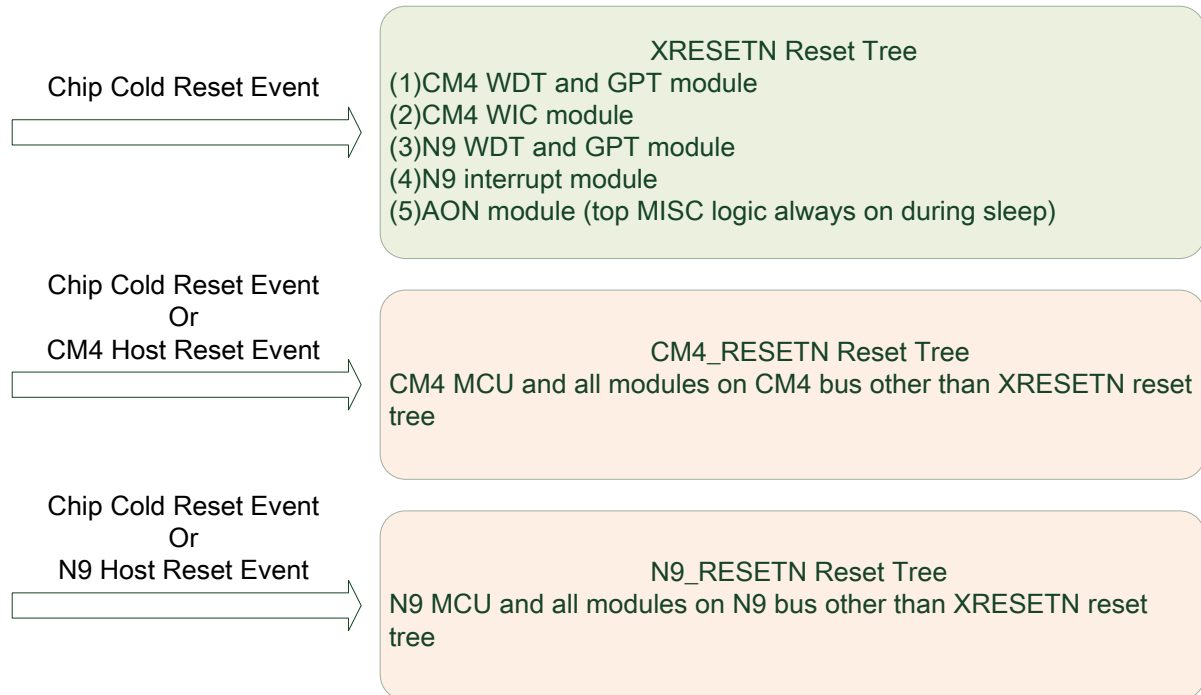 Chip Cold Reset Event
XRESETN Reset Tree
(1)CM4 WDT and GPT module
(2)CM4 WIC module
(3)N9 WDT and GPT module
(4)N9 interrupt module
(5)AON module (top MISC logic always on during sleep)
Chip Cold Reset Event
Or
CM4 Host Reset Event
CM4_RESETN Reset Tree
CM4 MCU and all modules on CM4 bus other than XRESETN reset
tree
Chip Cold Reset Event
Or
N9 Host Reset Event
N9_RESETN Reset Tree
N9 MCU and all modules on N9 bus other than XRESETN reset
tree